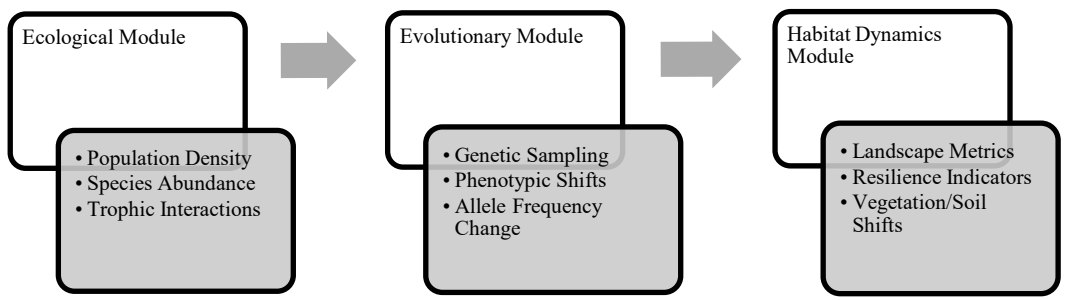 Ecological Module
• Population Density
• Species Abundance
• Trophic Interactions
Evolutionary Module
• Genetic Sampling
• Phenotypic Shifts
• Allele Frequency
Change
Habitat Dynamics
Module
• Landscape Metrics
• Resilience Indicators
• Vegetation/Soil
Shifts